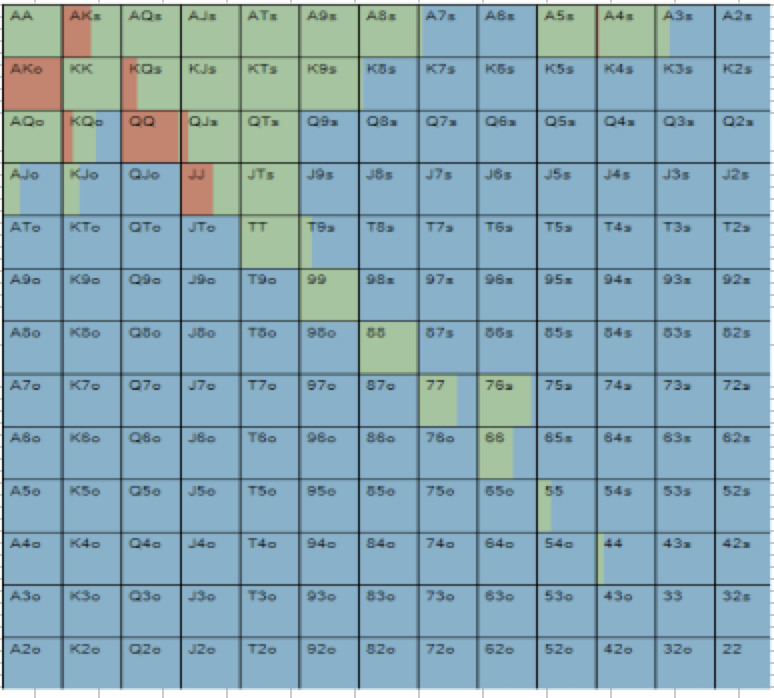 AA AKs AQs AJs ATs A9s A8s A7s A6s A5s A4s A3s A2s
AKo KK KQs KJs KTs K9s K8s K7s K6s K5s K4s K3s K2s
AQo KQo QQ QJs QTs Q9s Q8s Q7s Q6s Q5s Q4s Q3s Q2s
AJo KJo QJo JJ JTs J9s J8s J7s J6s J5s J4s J3s J2s
ATo KTo QTo JTo TT T9s T8s T7s T6s T5s T4s T3s T2s
A9o K9o Q9o J9o T9o 99 98s 97s 96s 95s 94s 93s 92s
A8o K8o Q8o J8o T8o 98o 88 87s 86s 85s 84s 83s 82s
A7o K7o Q7o J7o T7o 97o 87o 77 76s 75s 74s 73s 72s
A6o K6o Q6o J6o T6o 96o 86o 76o 66 65s 64s 63s 62s
A5o K5o Q5o J5o T5o 95o 85o 75o 65o 55 54s 53s 52s
A4o K4o Q4o J4o T4o 94o 84o 74o 64o 54o 44 43s 42s
A3o K3o Q3o J3o T3o 93o 83o 73o 63o 53o 43o 33 32s
A2o K2o Q2o J2o T2o 92o 82o 72o 62o 52o 42o 32o 22